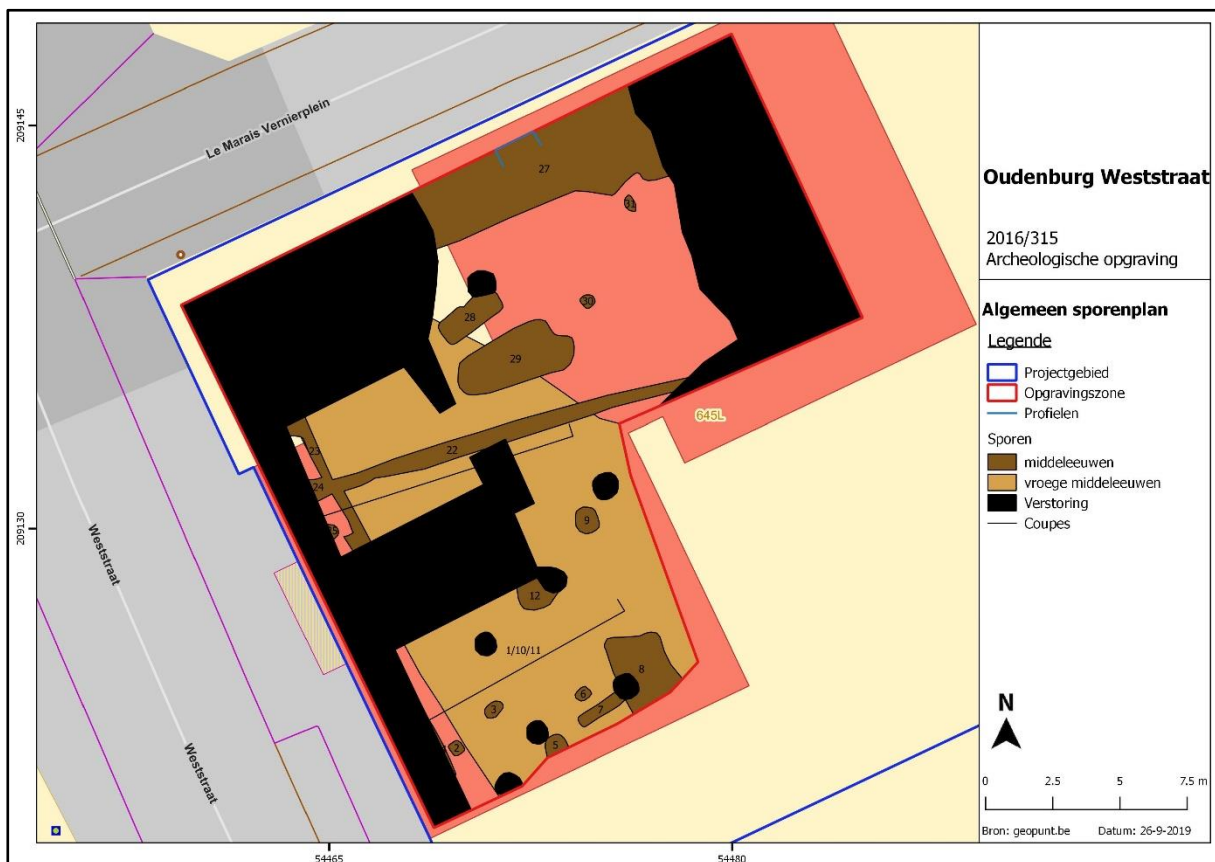 209145
209130
54465
54480
Le Marais Vernierplein
Weststraat
Weststraat
645L
27
31
30
28
29
22
23
24
9
12
1/10/11
8
6
7
3
2
5
Oudenburg Weststraat
2016/315
Archeologische opgraving
Algemeen sporenplan
Legende
Projectgebied
Opgravingszone
Profielen
Sporen
middeleeuwen
vroege middeleeuwen
Verstoring
Coupes
N
0 2.5 5 7.5 m
Bron: geopunt.be Datum: 26-9-2019